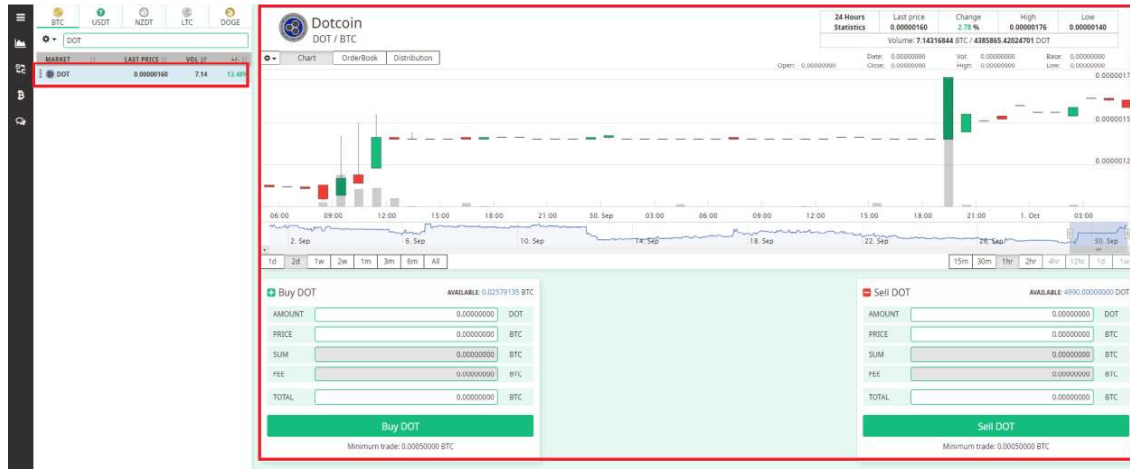 BTC USDT NZDT LTC DOGE
DOT
MARKET LAST PRICE VOL +/-
DOT 0.00000160 7.14
Dotcoin
DOT / BTC
24 Hours Statistics
Last price 0.00000160
Change 2.78 %
High 0.00000176
Low 0.00000140
Volume: 7.14316844 BTC / 4385865.42024701 DOT
Chart OrderBook Distribution
Open: 0.00000000
Date: 0.00000000 Vol: 0.00000000 Base: 0.00000000
Close: 0.00000000 High: 0.00000000 Low: 0.00000000
0.0000017
0.0000015
0.0000012
06:00 09:00 12:00 15:00 18:00 21:00 30. Sep 03:00 06:00 09:00 12:00 15:00 18:00 21:00 1. Oct 03:00
2. Sep 6. Sep 10. Sep 14. Sep 18. Sep 22. Sep 26. Sep 30. Sep
1d 2d 1w 2w 1m 3m 6m All
15m 30m 1hr 2hr 4hr 12hr 1d 1w
Buy DOT AVAILABLE: 0.02579135 BTC
AMOUNT 0.00000000 DOT
PRICE 0.00000000 BTC
SUM 0.00000000 BTC
FEE 0.00000000 BTC
TOTAL 0.00000000 BTC
Buy DOT
Minimum trade: 0.00050000 BTC
Sell DOT AVAILABLE: 4990.00000000 DOT
AMOUNT 0.00000000 DOT
PRICE 0.00000000 BTC
SUM 0.00000000 BTC
FEE 0.00000000 BTC
TOTAL 0.00000000 BTC
Sell DOT
Minimum trade: 0.00050000 BTC